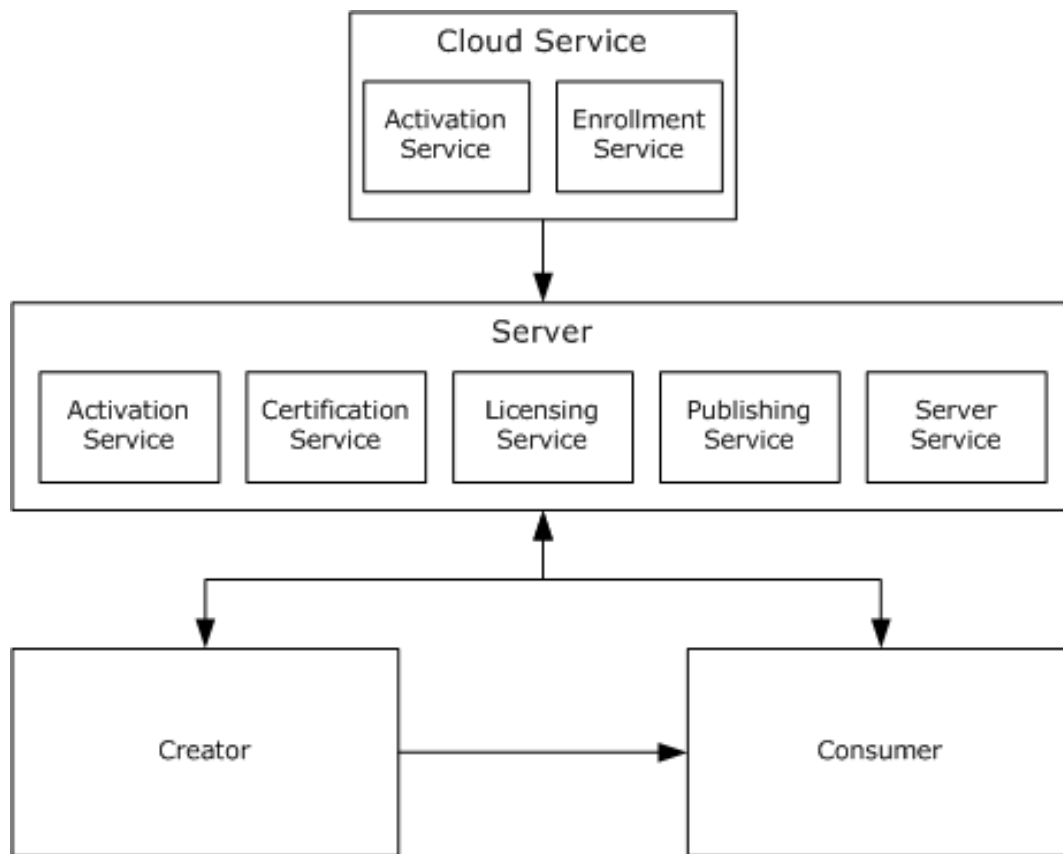 Cloud Service
Activation
Service
Enrollment
Service
Server
Activation
Service
Certification
Service
Licensing
Service
Publishing
Service
Server
Service
Creator
Consumer